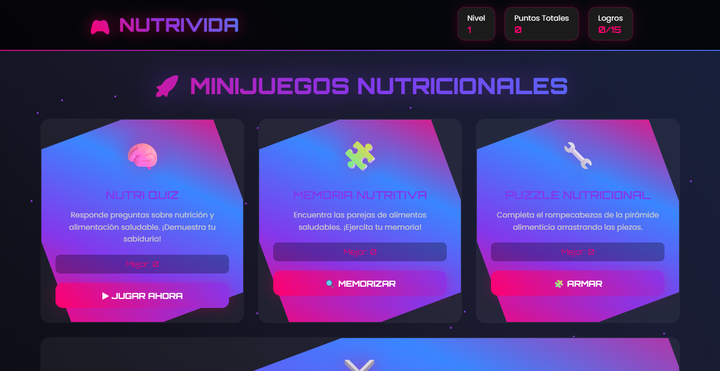 NUTRIVIDA
Nivel
1
Puntos Totales
0
Logros
0/15
MINIJUEGOS NUTRICIONALES
NUTRI QUIZ
Responde preguntas sobre nutrición y
alimentación saludable. ¡Demuestra tu
sabiduría!
Mejor: 0
JUGAR AHORA
MEMORIA NUTRITIVA
Encuentra las parejas de alimentos
saludables. ¡Ejercita tu memoria!
Mejor: 0
MEMORIZAR
PUZZLE NUTRICIONAL
Completa el rompecabezas de la pirámide
alimenticia arrastrando las piezas.
Mejor: 0
ARMAR